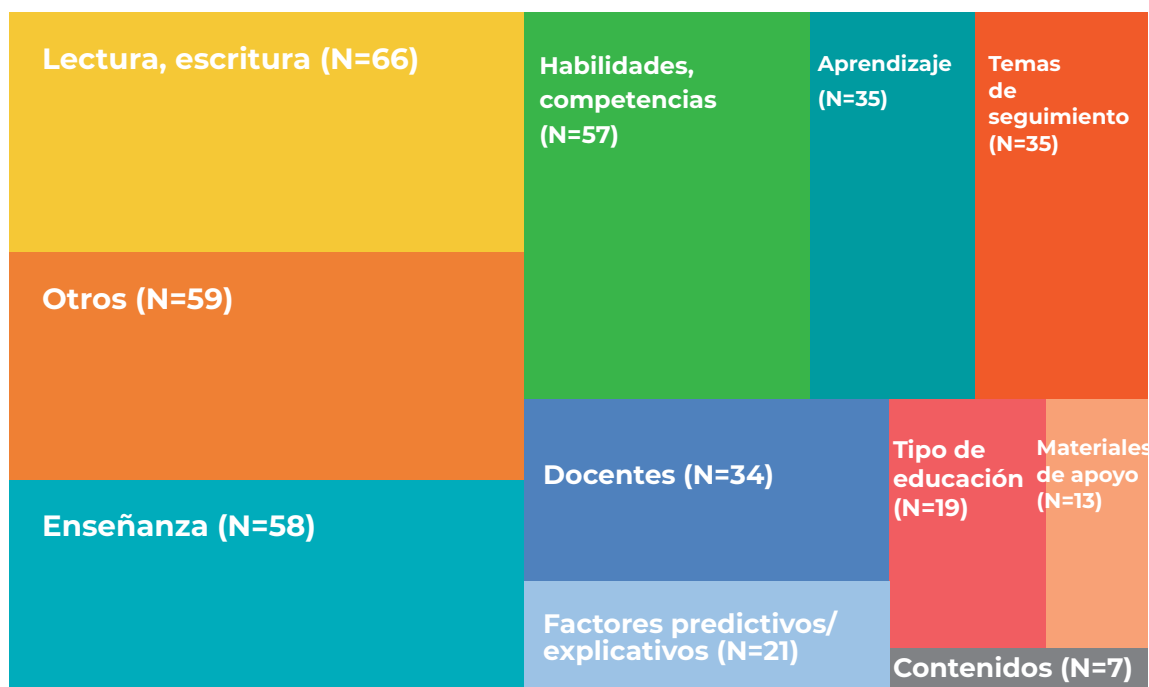 Lectura, escritura (N=66)
Otros (N=59)
Enseñanza (N=58)
Habilidades,
competencias
(N=57)
Aprendizaje
(N=35)
Temas
de
seguimiento
(N=35)
Docentes (N=34)
Factores predictivos/
explicativos (N=21)
Tipo de
educación
(N=19)
Materiales
de apoyo
(N=13)
Contenidos (N=7)